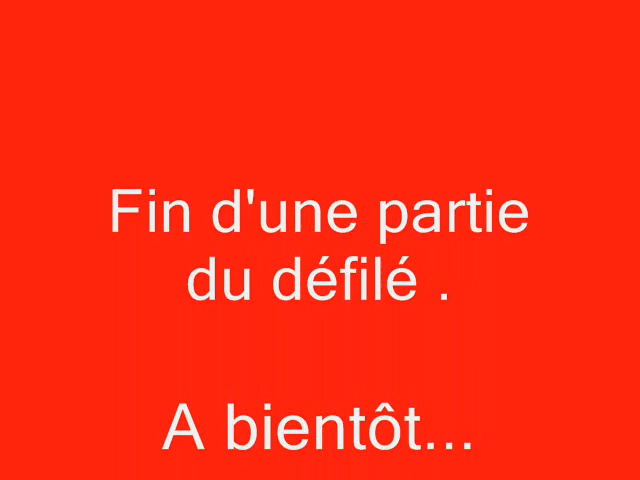 Fin d'une partie
du défilé .
A bientôt...